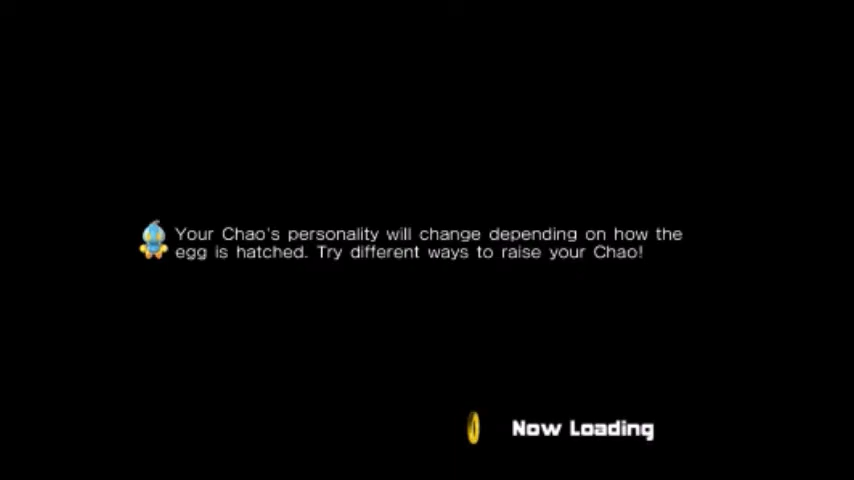 Your Chao's personality will change depending on how the
egg is hatched. Try different ways to raise your Chao!
Now Loading